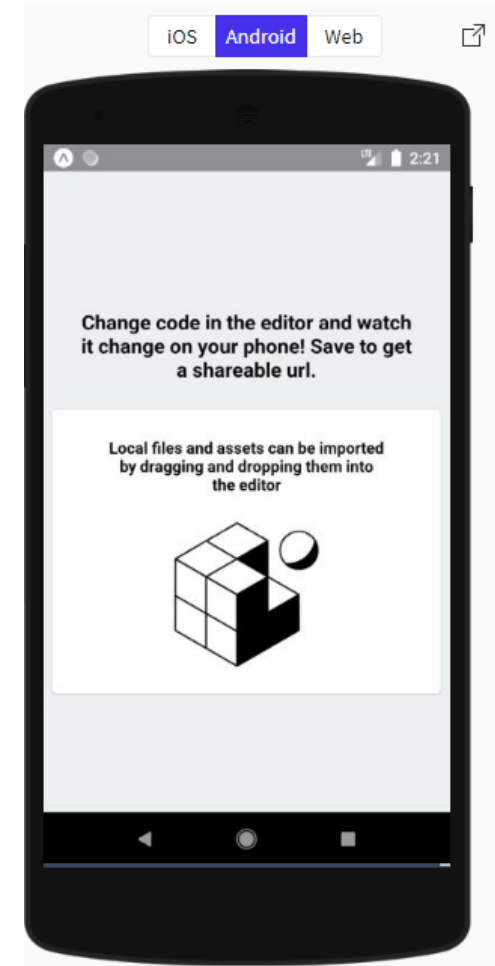 iOS Android Web
LTE 2:21
Change code in the editor and watch
it change on your phone! Save to get
a shareable url.
Local files and assets can be imported
by dragging and dropping them into
the editor